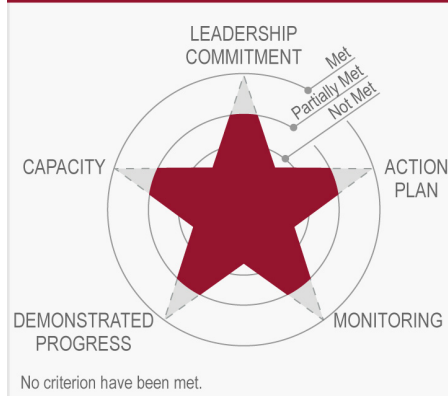 LEADERSHIP
COMMITMENT
Met
Partially Met
Not Met
CAPACITY
ACTION
PLAN
DEMONSTRATED
PROGRESS
MONITORING
No criterion have been met.